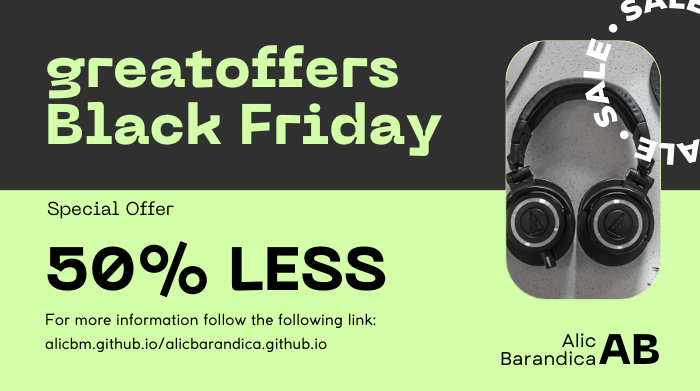 greatoffers
Black Friday
SALE • SALE • SALE
Special Offer
50% LESS
For more information follow the following link:
alicbm.github.io/alicbarandica.github.io
Alic
Barandica
AB